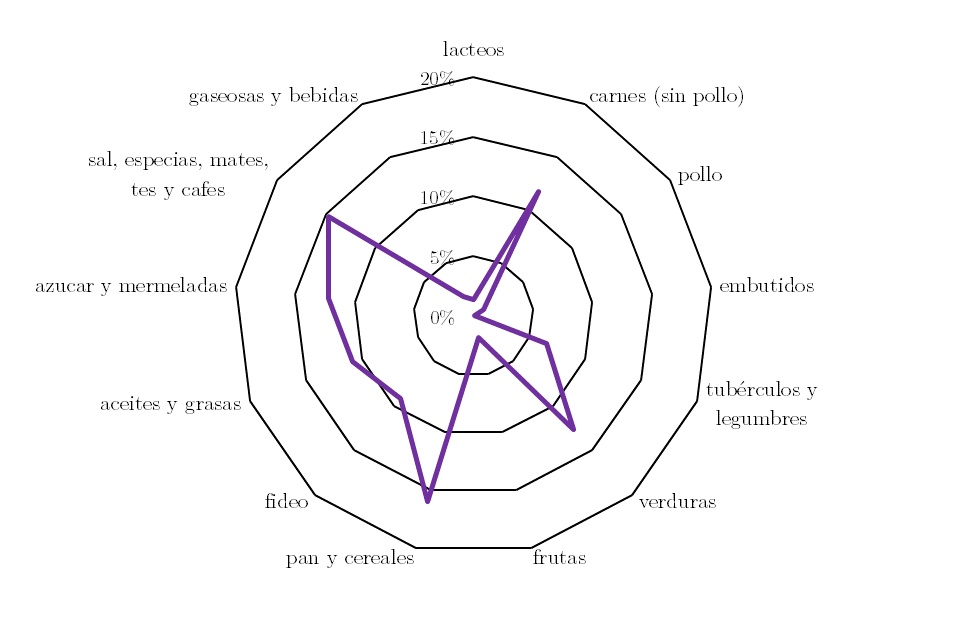 lacteos
20%
gaseosas y bebidas
carnes (sin pollo)
15%
sal, especias, mates,
tes y cafes
pollo
10%
5%
azucar y mermeladas
embutidos
0%
tubérculos y
legumbres
aceites y grasas
fideo
verduras
pan y cereales
frutas